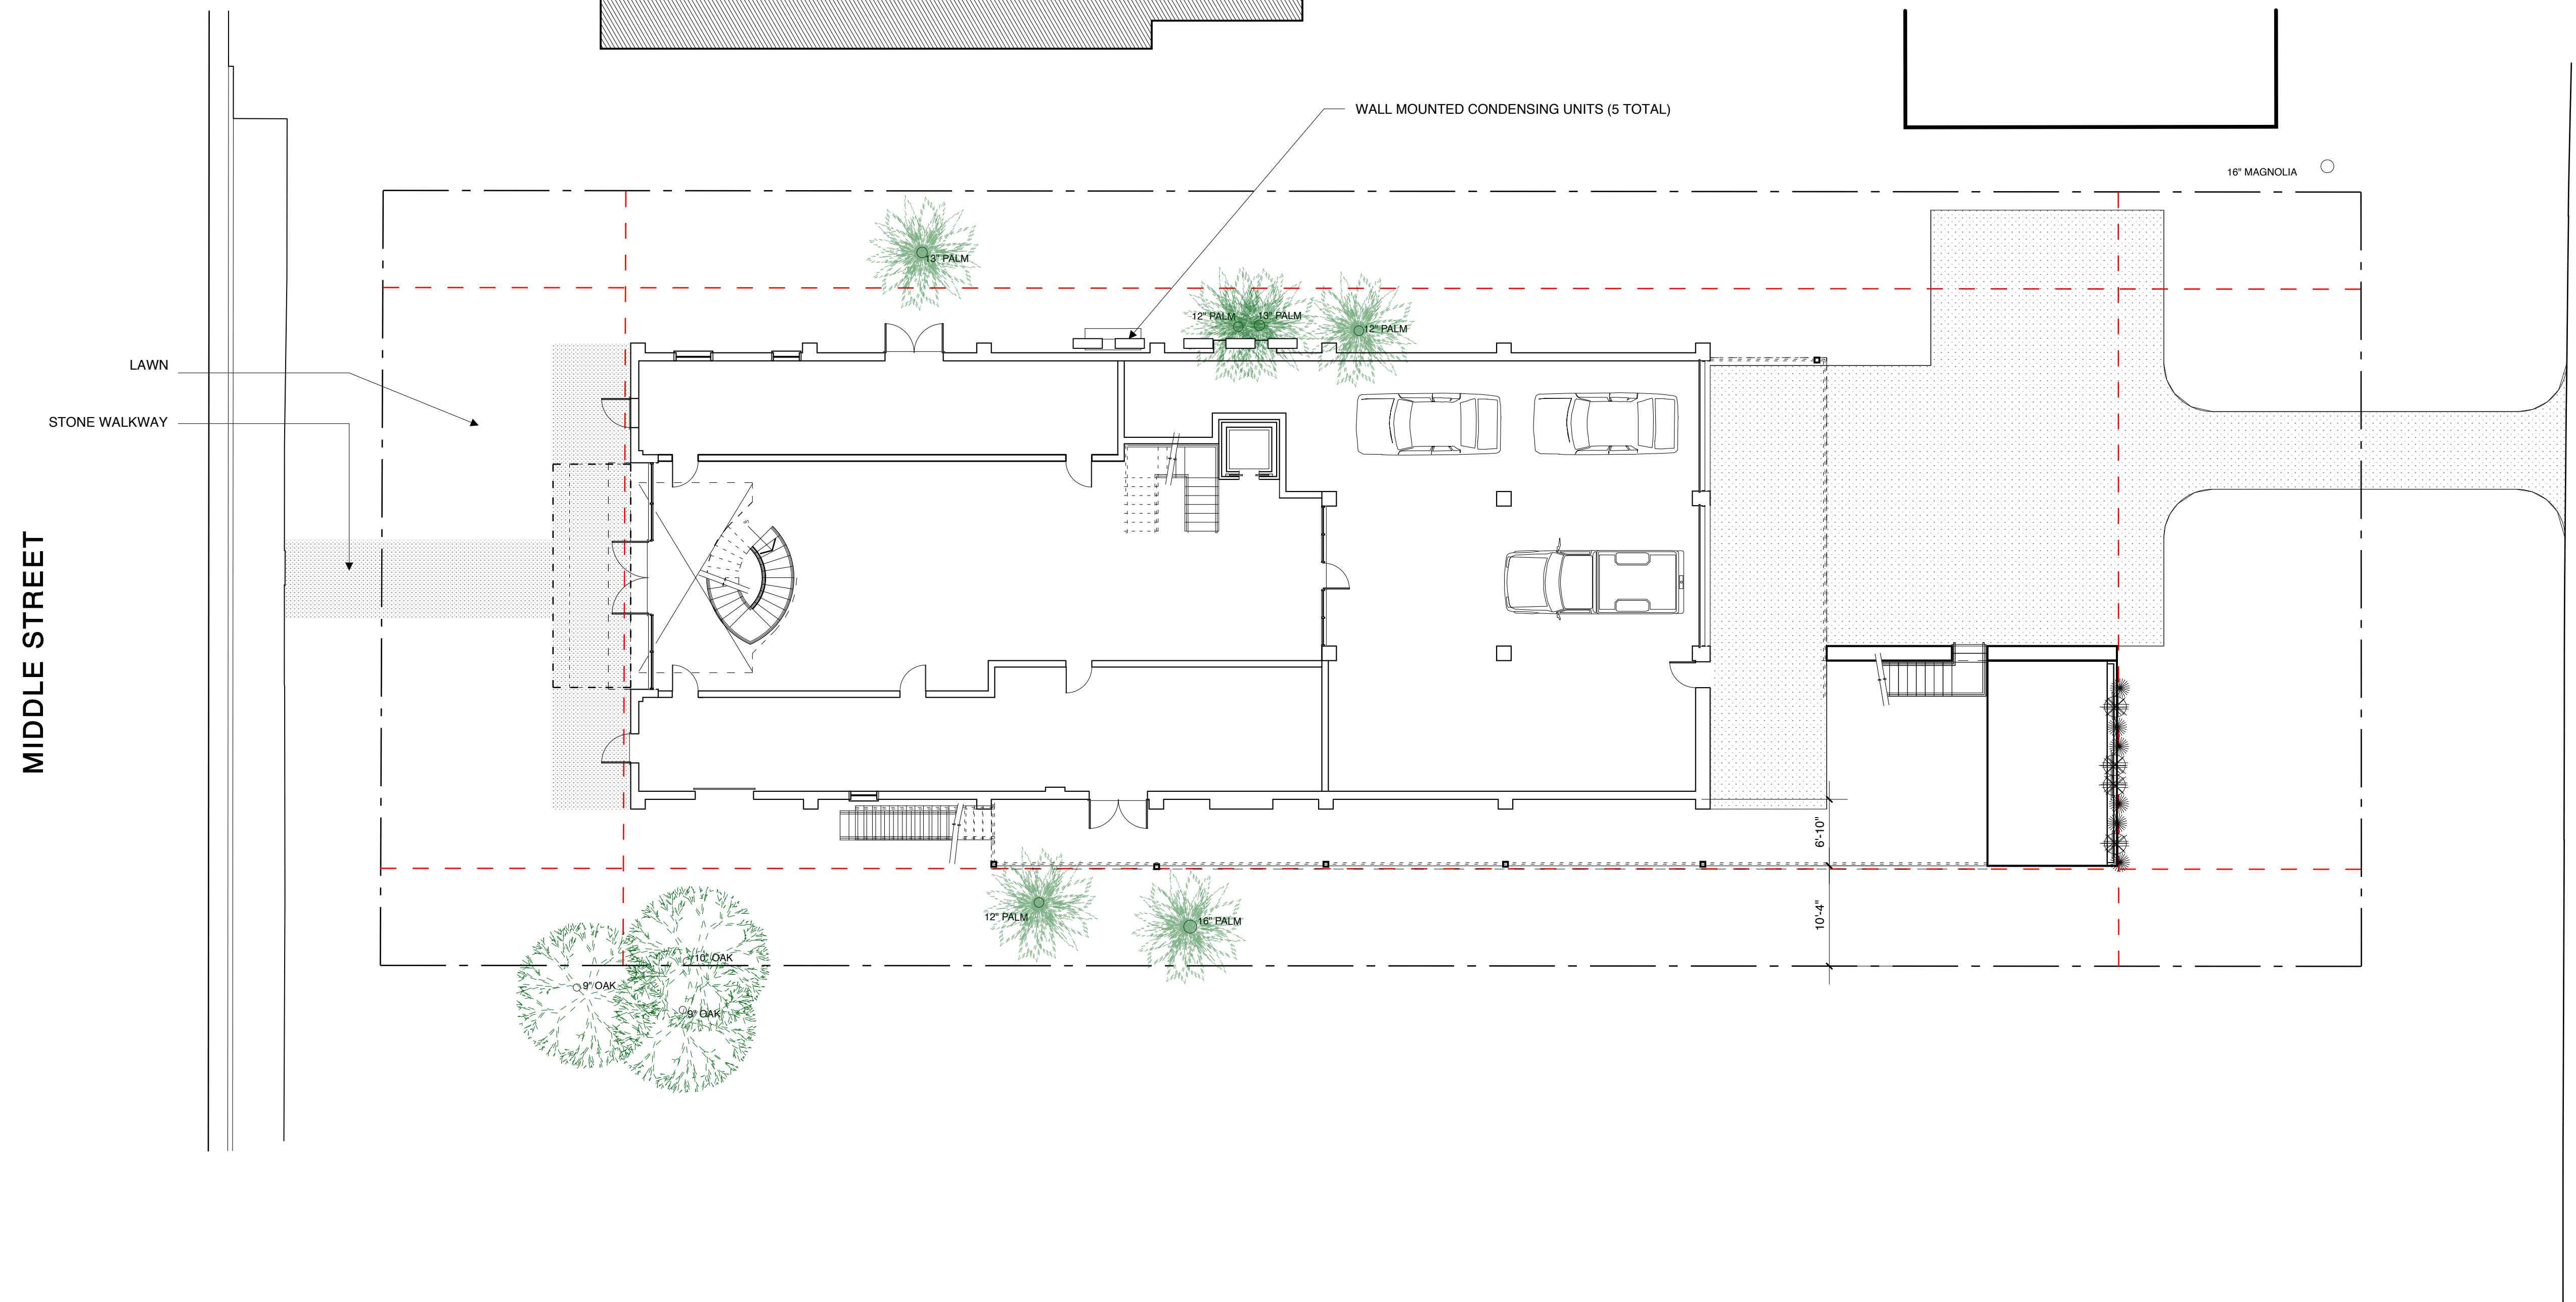 WALL MOUNTED CONDENSING UNITS (5 TOTAL)
16" MAGNOLIA
13" PALM
12" PALM
13" PALM
12" PALM
LAWN
STONE WALKWAY
MIDDLE STREET
6'-10"
10'-4"
12" PALM
16" PALM
10" OAK
9" OAK
9" OAK